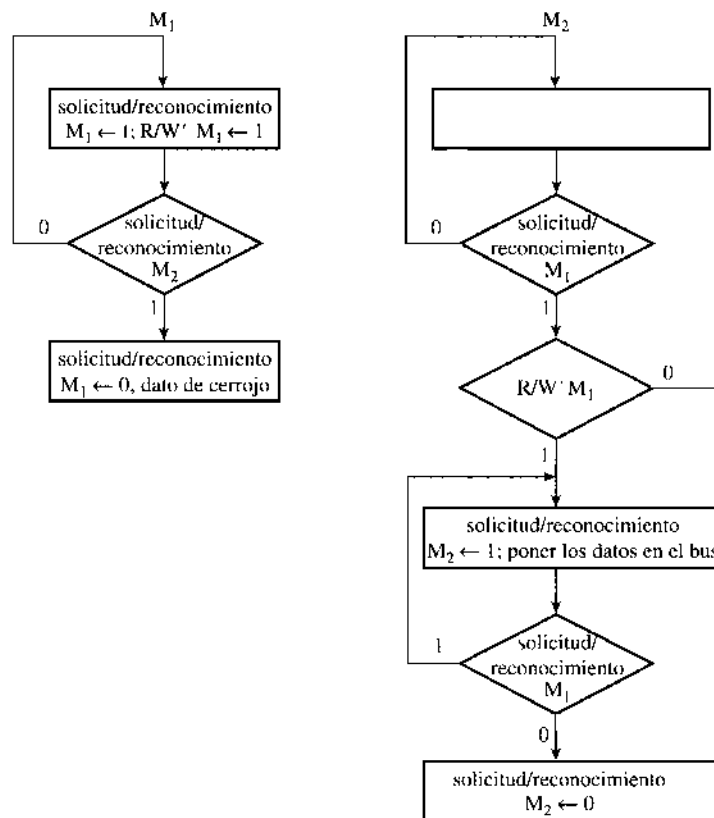 M₁
solicitud/reconocimiento
M₁ ← 1; R/W' M₁ ← 1
0
solicitud/
reconocimiento
M₂
1
solicitud/reconocimiento
M₁ ← 0, dato de cerrojo
M₂
0
solicitud/
reconocimiento
M₁
1
R/W' M₁
0
1
solicitud/reconocimiento
M₂ ← 1; poner los datos en el bus
1
solicitud/
reconocimiento
M₁
0
solicitud/reconocimiento
M₂ ← 0